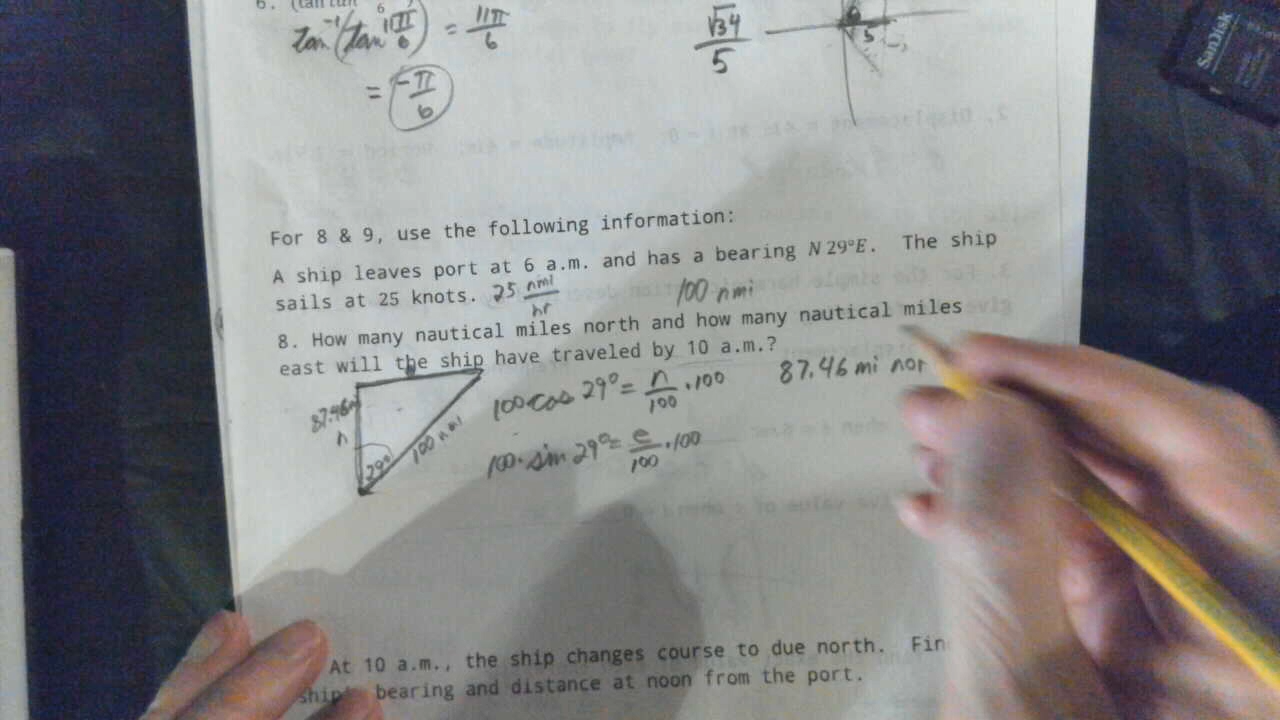 6.
tan⁻¹(tan 11π/6) = 11π/6
= -π/6
√34/5
5
SanDisk
For 8 & 9, use the following information:
A ship leaves port at 6 a.m. and has a bearing N 29°E. The ship
sails at 25 knots. 25 nmi/hr 100 nmi
8. How many nautical miles north and how many nautical miles
east will the ship have traveled by 10 a.m.?
87.46 mi nor
100 cos 29° = n/100 · 100
87.46
n
29°
100 nmi
100 · sin 29° = e/100 · 100
At 10 a.m., the ship changes course to due north. Fin
ship bearing and distance at noon from the port.